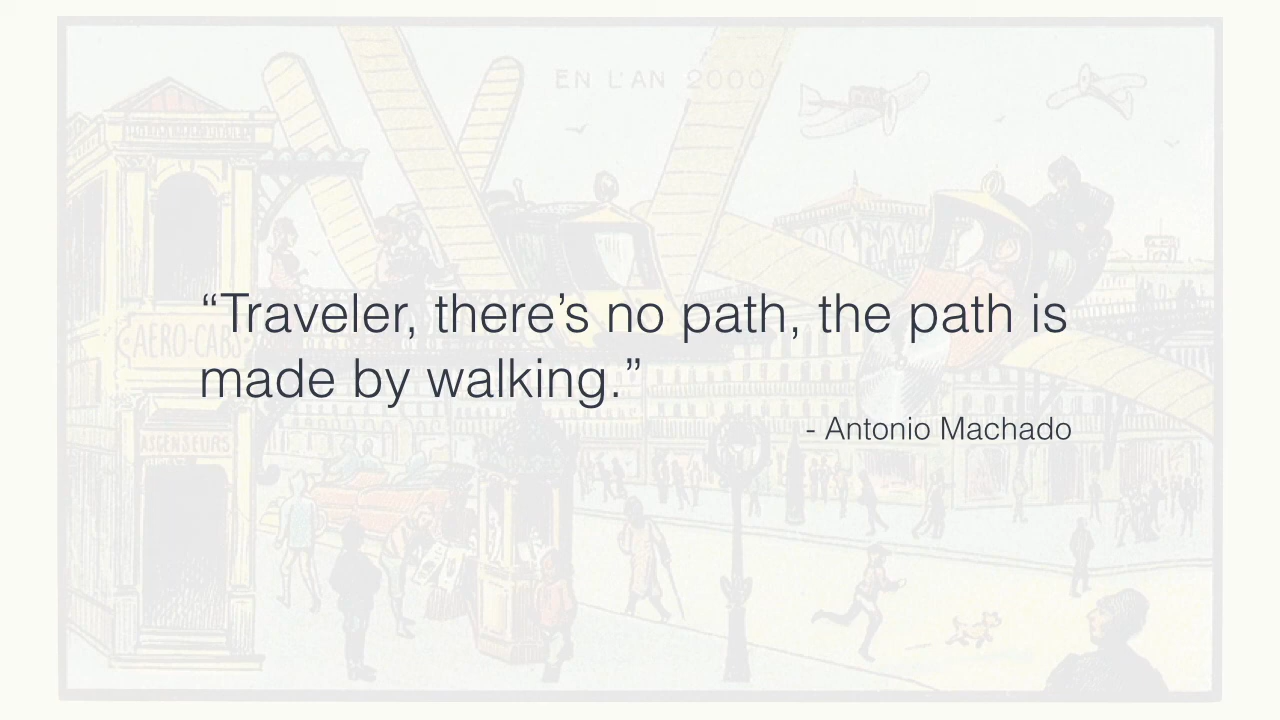 EN L'AN 2000
“Traveler, there’s no path, the path is
made by walking.”
- Antonio Machado
AERO-CABS
ASCENSEURS